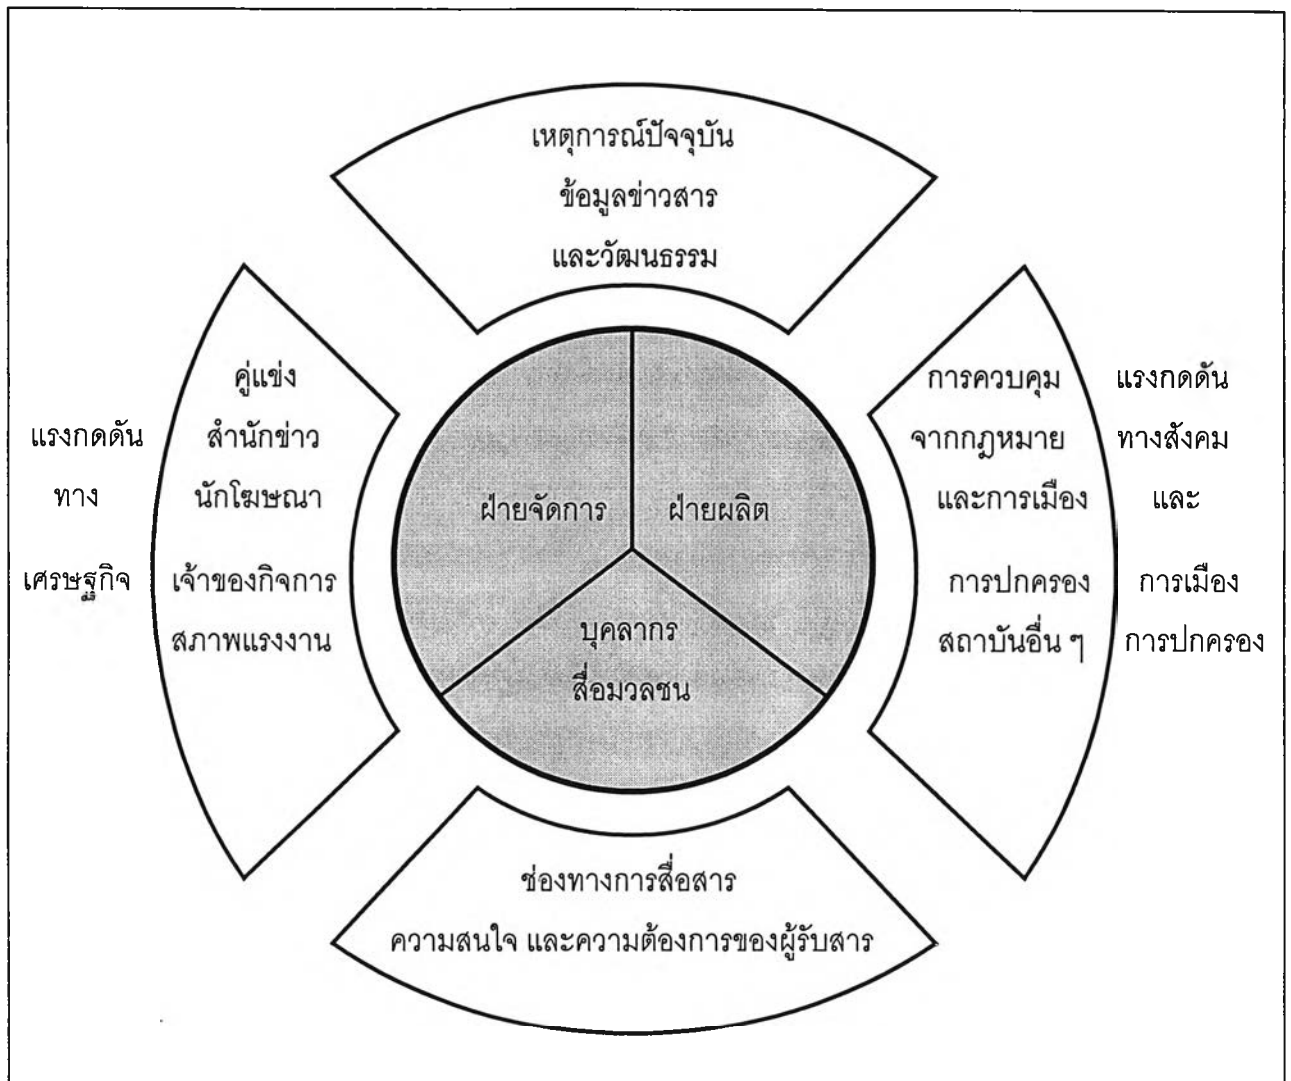 เหตุการณ์ปัจจุบัน
ข้อมูลข่าวสาร
และวัฒนธรรม
แรงกดดัน
ทาง
เศรษฐกิจ
คู่แข่ง
สำนักข่าว
นักโฆษณา
เจ้าของกิจการ
สภาพแรงงาน
ฝ่ายจัดการ
ฝ่ายผลิต
บุคลากร
สื่อมวลชน
การควบคุม
จากกฎหมาย
และการเมือง
การปกครอง
สถาบันอื่น ๆ
แรงกดดัน
ทางสังคม
และ
การเมือง
การปกครอง
ช่องทางการสื่อสาร
ความสนใจ และความต้องการของผู้รับสาร